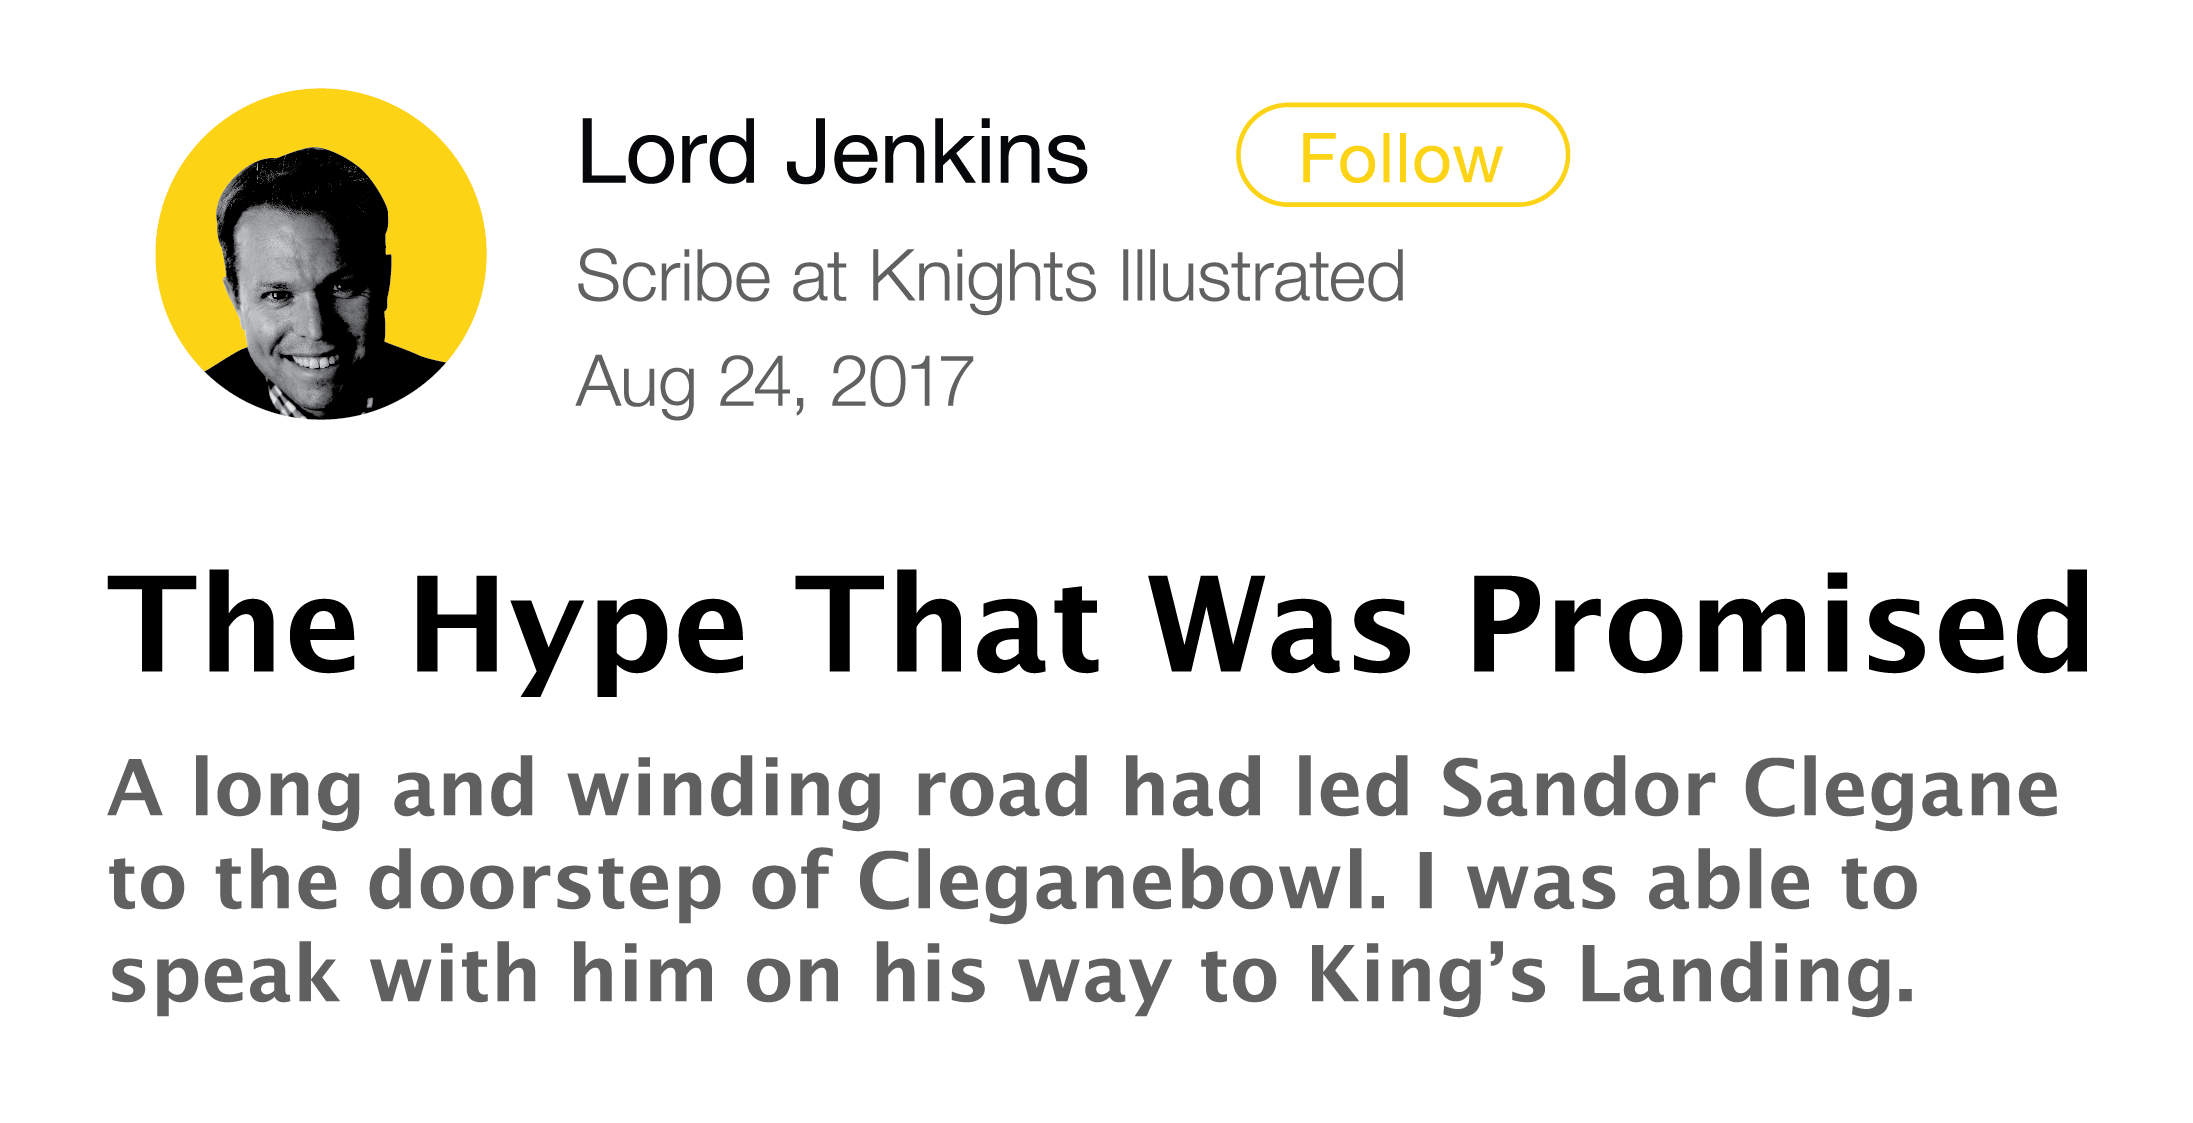 Lord Jenkins
Follow
Scribe at Knights Illustrated
Aug 24, 2017
The Hype That Was Promised
A long and winding road had led Sandor Clegane
to the doorstep of Cleganebowl. I was able to
speak with him on his way to King’s Landing.